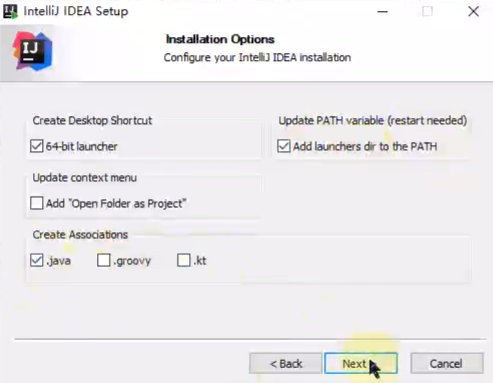 IntelliJ IDEA Setup
IJ
Installation Options
Configure your IntelliJ IDEA installation
Create Desktop Shortcut
Update PATH variable (restart needed)
64-bit launcher
Add launchers dir to the PATH
Update context menu
Add "Open Folder as Project"
Create Associations
.java .groovy .kt
< Back Next > Cancel